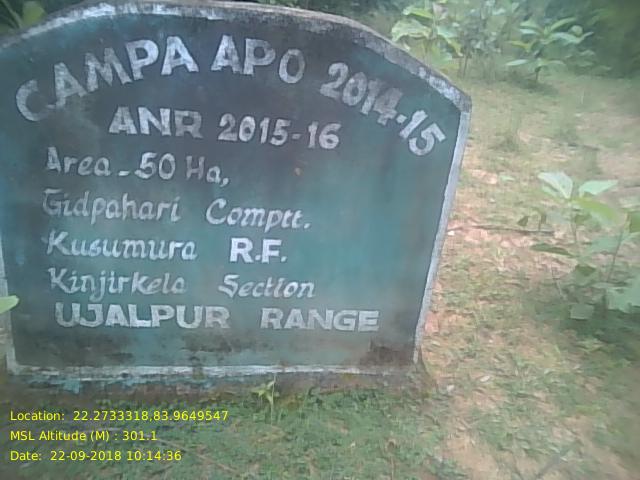 CAMPA APO 2014-15
ANR 2015-16
Area-50 Ha,
Gidpahari Comptt.
Kusumura R.F.
Kinjirkela Section
UJALPUR RANGE
Location: 22.2733318,83.9649547
MSL Altitude (M) : 301.1
Date: 22-09-2018 10:14:36